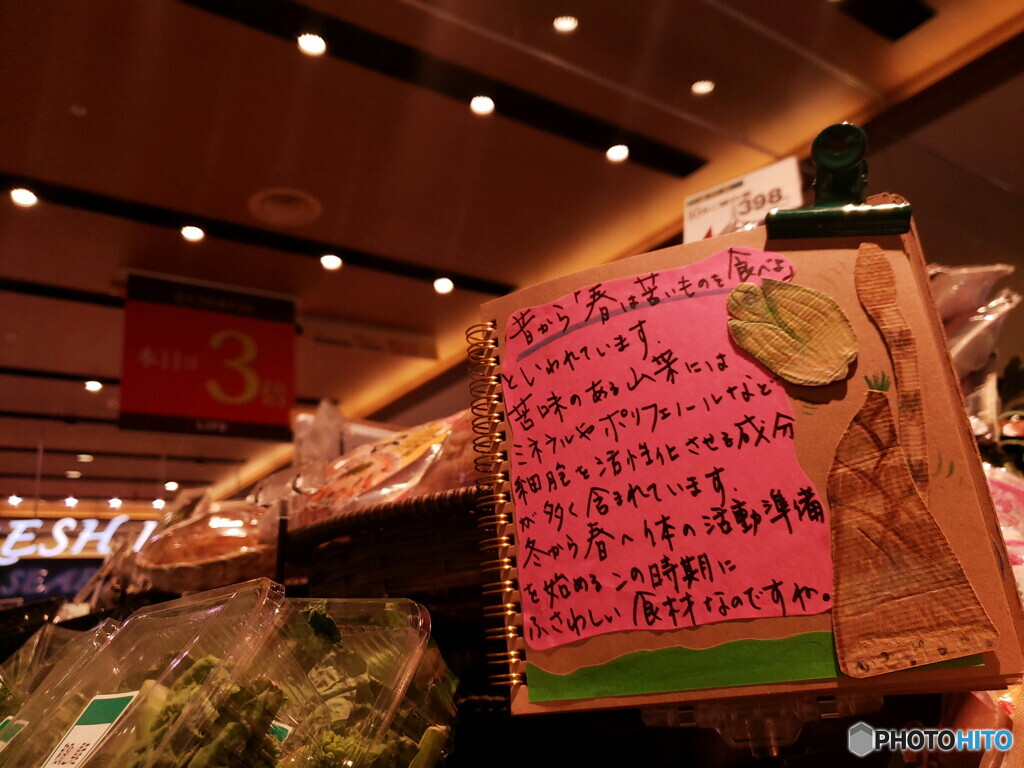 398
昔から「春は苦いものを食べよ」
といわれています。
苦味のある山菜には
ミネラルや ポリフェノールなど
細胞を活性化させる成分
が多く含まれています。
冬から春へ体の活動準備
を始めるこの時期に
ふさわしい食材なのですね。
本日は
3倍
LIFE
ESH
PHOTOHITO